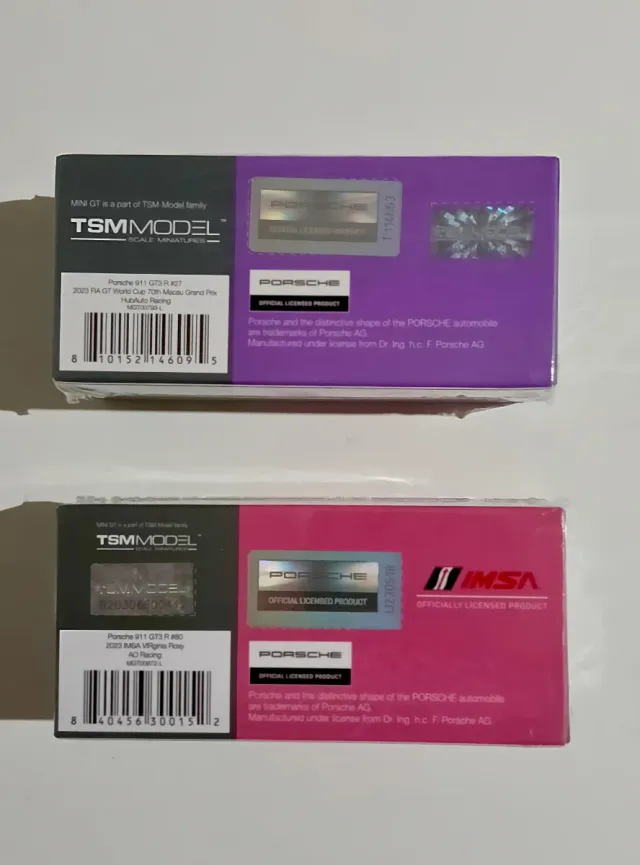 MINI GT is a part of TSM-Model family
TSMMODEL™
SCALE MINIATURES
PORSCHE
OFFICIAL LICENSED PRODUCT
Porsche 911 GT3 R #27
2023 FIA GT World Cup 70th Macau Grand Prix
HubAuto Racing
8 10152 14609 5
PORSCHE
OFFICIAL LICENSED PRODUCT
Porsche and the distinctive shape of the PORSCHE automobile
are trademarks of Porsche AG.
Manufactured under license from Dr. Ing. h.c. F. Porsche AG.
MINI GT is a part of TSM Model family
TSMMODEL™
SCALE MINIATURES
TSMMODEL
Porsche 911 GT3 R #80
2023 IMSA VIRginia Rosy
AO Racing
8 40456 30015 2
PORSCHE
OFFICIAL LICENSED PRODUCT
PORSCHE
OFFICIAL LICENSED PRODUCT
IMSA
OFFICIALLY LICENSED PRODUCT
Porsche and the distinctive shape of the PORSCHE automobile
are trademarks of Porsche AG.
Manufactured under license from Dr. Ing. h.c. F. Porsche AG.